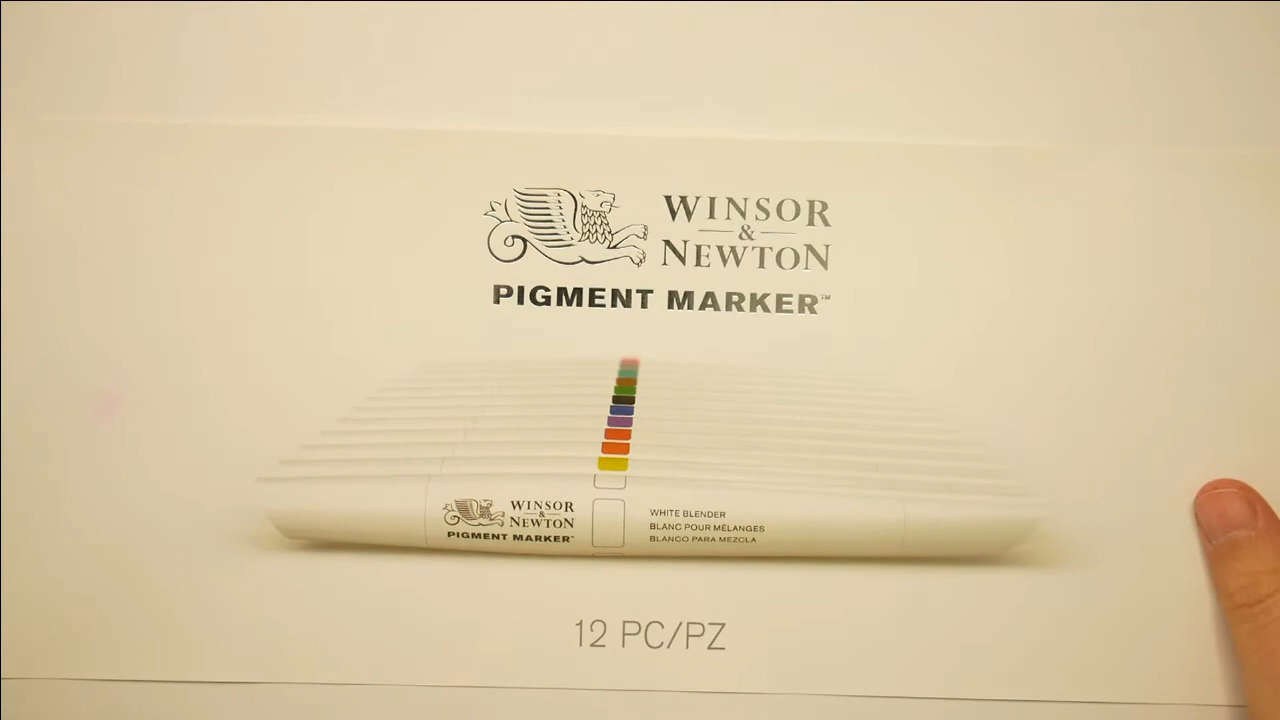 WINSOR
&
NEWTON
PIGMENT MARKER™
WINSOR
&
NEWTON
PIGMENT MARKER™
WHITE BLENDER
BLANC POUR MÉLANGES
BLANCO PARA MEZCLA
12 PC/PZ